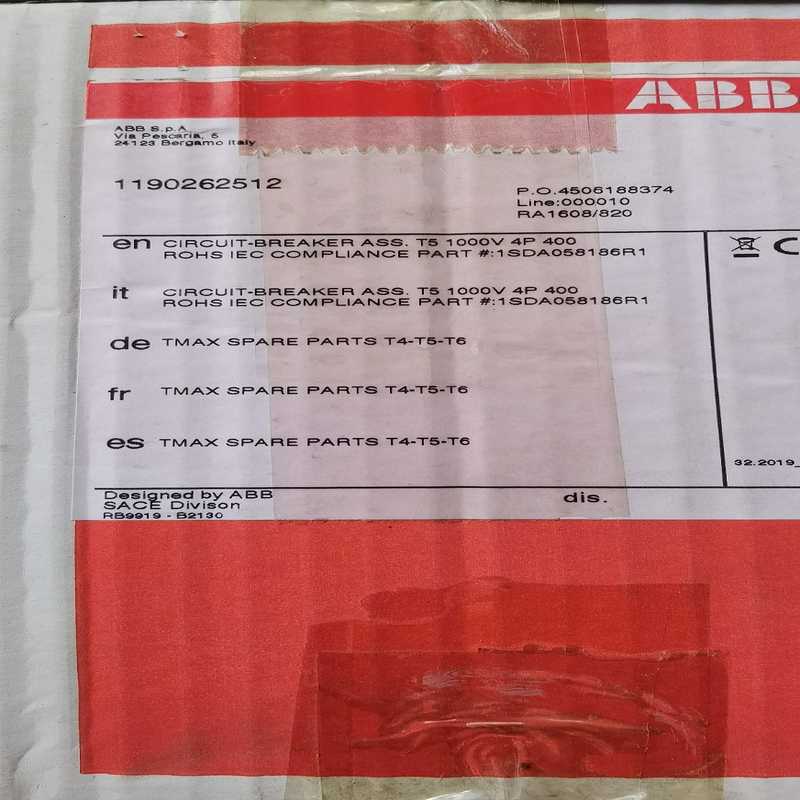 ABB
ABB S.p.A.
Via Pescaria, 5
24123 Bergamo Italy
1190262512
P.O.4506188374
Line:000010
RA1608/820
en CIRCUIT-BREAKER ASS. T5 1000V 4P 400
ROHS IEC COMPLIANCE PART #:1SDA058186R1
it CIRCUIT-BREAKER ASS. T5 1000V 4P 400
ROHS IEC COMPLIANCE PART #:1SDA058186R1
de TMAX SPARE PARTS T4-T5-T6
fr TMAX SPARE PARTS T4-T5-T6
es TMAX SPARE PARTS T4-T5-T6
32.2019_
Designed by ABB
SACE Divison
dis.
RB9919 - B2130